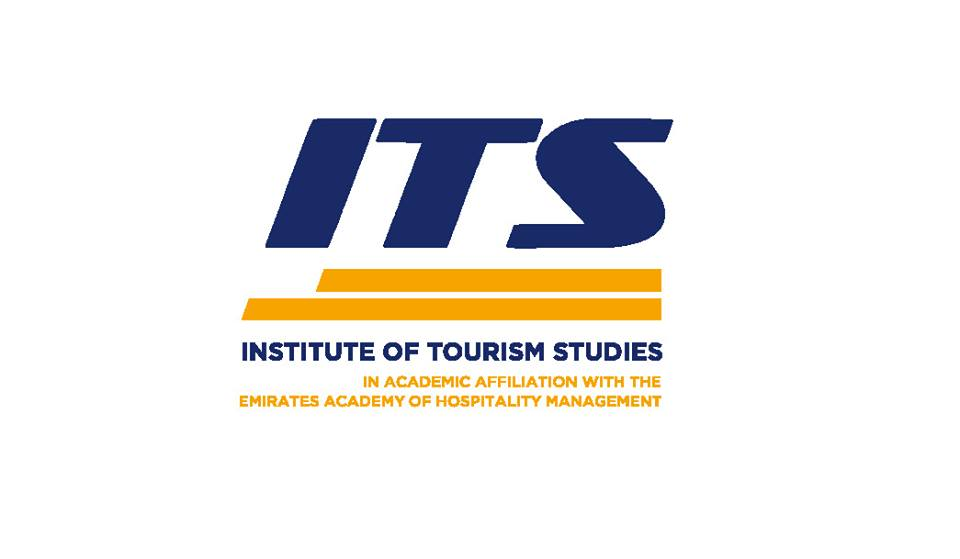 ITS
INSTITUTE OF TOURISM STUDIES
IN ACADEMIC AFFILIATION WITH THE
EMIRATES ACADEMY OF HOSPITALITY MANAGEMENT